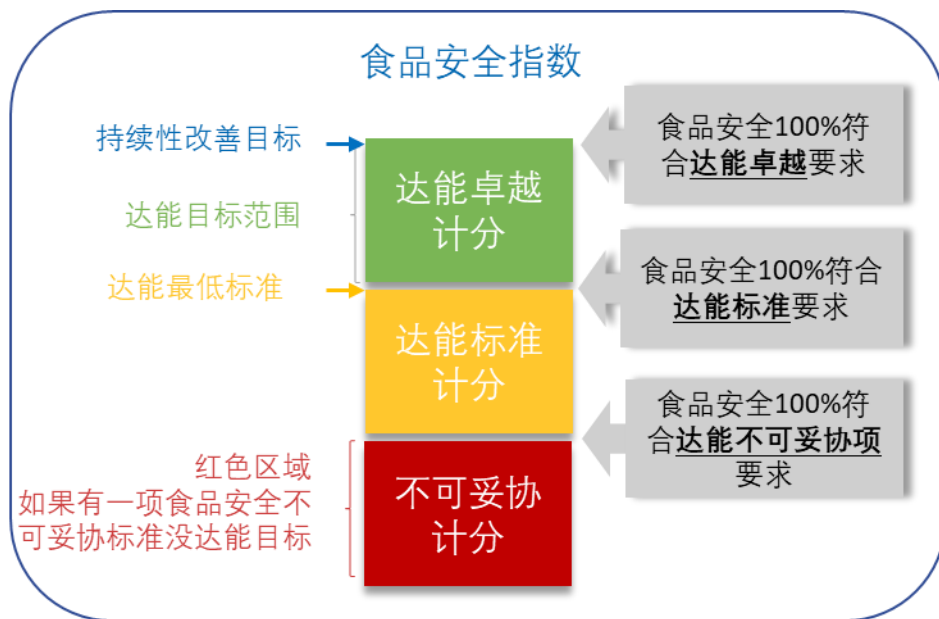 食品安全指数
持续性改善目标
达能目标范围
达能最低标准
红色区域
如果有一项食品安全不
可妥协标准没达能目标
达能卓越
计分
达能标准
计分
不可妥协
计分
食品安全100%符
合达能卓越要求
食品安全100%符合
达能标准要求
食品安全100%符
合达能不可妥协项
要求